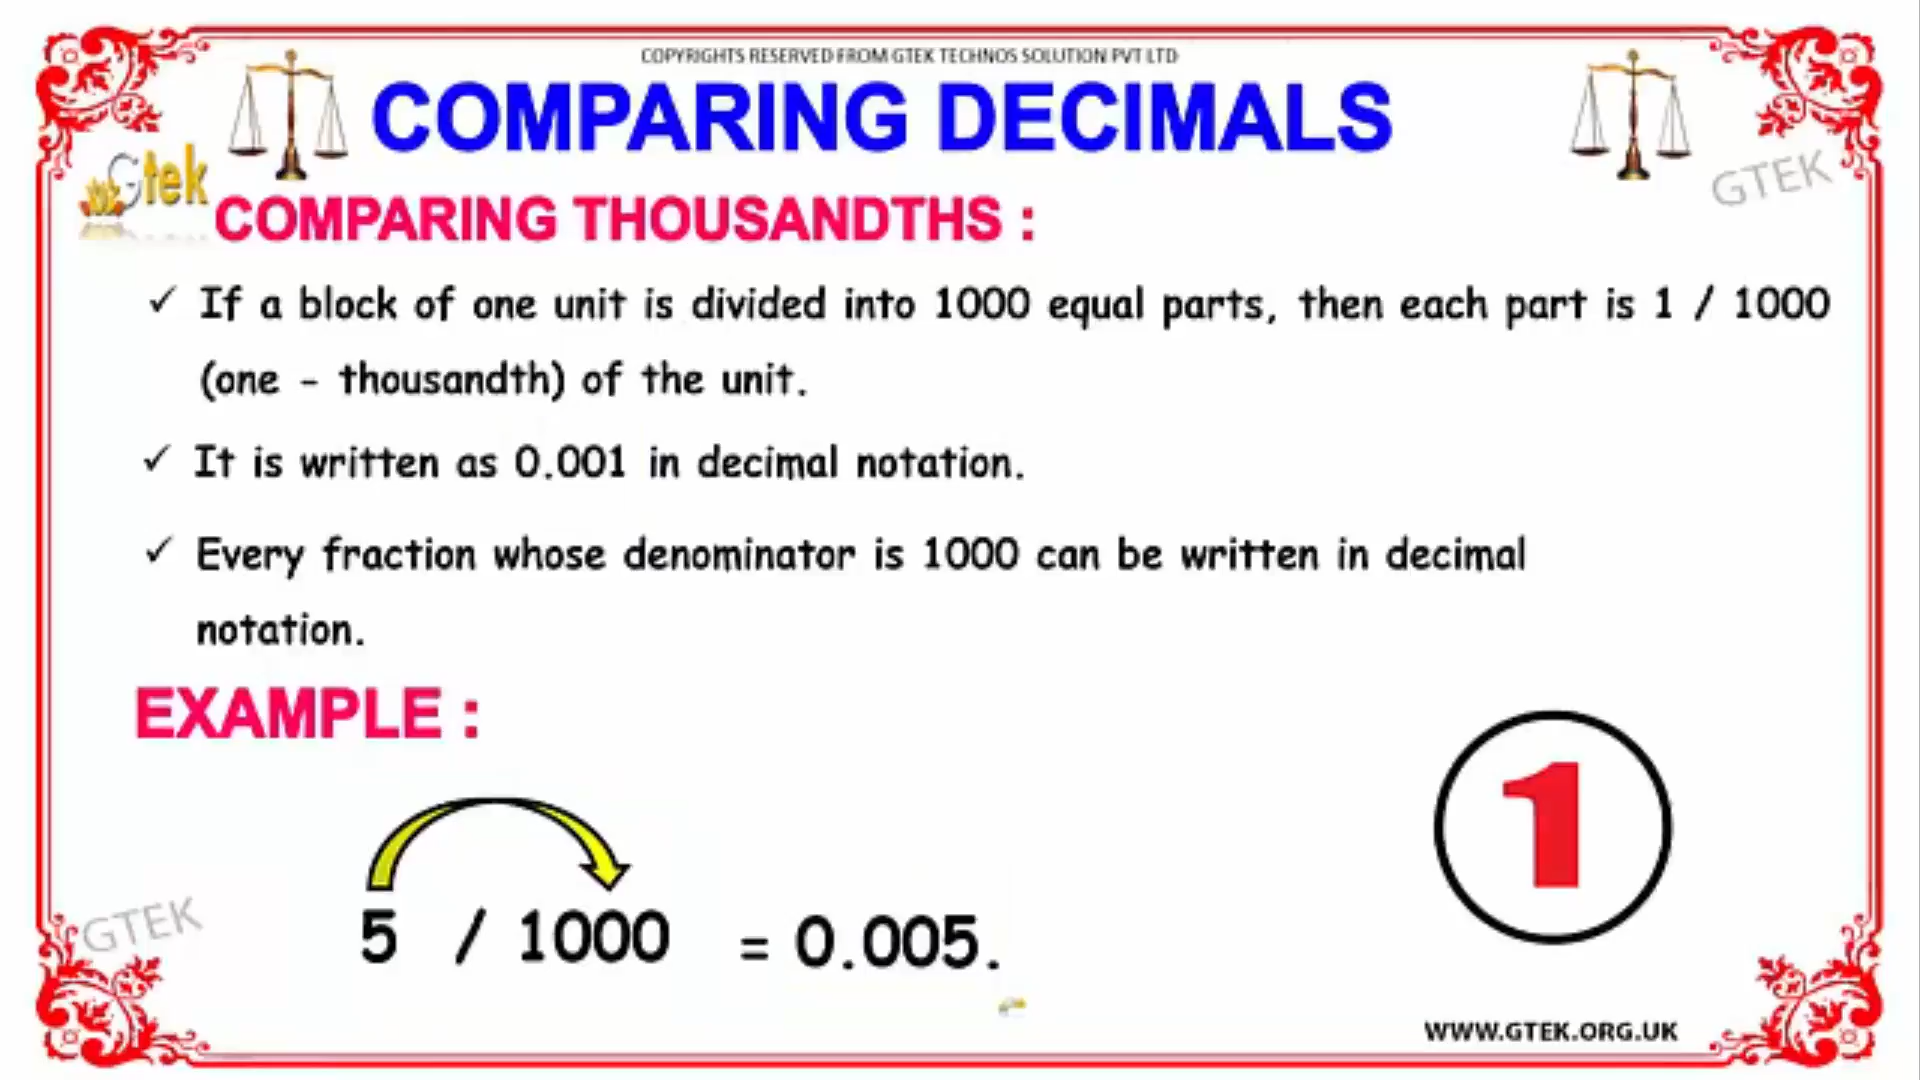 COPYRIGHTS RESERVED FROM GTEK TECHNOS SOLUTION PVT LTD
COMPARING DECIMALS
Gtek
GTEK
COMPARING THOUSANDTHS :
✓ If a block of one unit is divided into 1000 equal parts, then each part is 1 / 1000
(one - thousandth) of the unit.
✓ It is written as 0.001 in decimal notation.
✓ Every fraction whose denominator is 1000 can be written in decimal
notation.
EXAMPLE :
1
5 / 1000 = 0.005.
GTEK
WWW.GTEK.ORG.UK